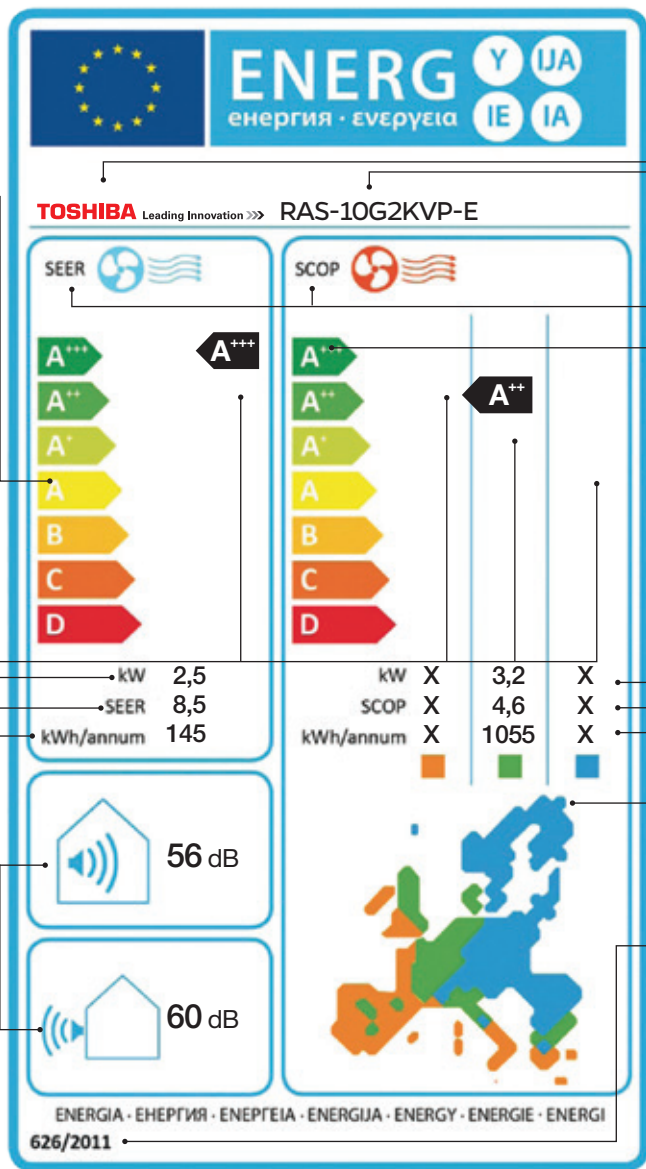 ENERG Y IJA
енергия · ενεργεια IE IA
TOSHIBA Leading Innovation >>> RAS-10G2KVP-E
SEER
A+++ A+++
A++
A+
A
B
C
D
kW 2,5
SEER 8,5
kWh/annum 145
SCOP
A+++
A++ A++
A+
A
B
C
D
kW X 3,2 X
SCOP X 4,6 X
kWh/annum X 1055 X
56 dB
60 dB
ENERGIA · ЕНЕРГИЯ · ΕΝΕΡΓΕΙΑ · ENERGIJA · ENERGY · ENERGIE · ENERGI
626/2011